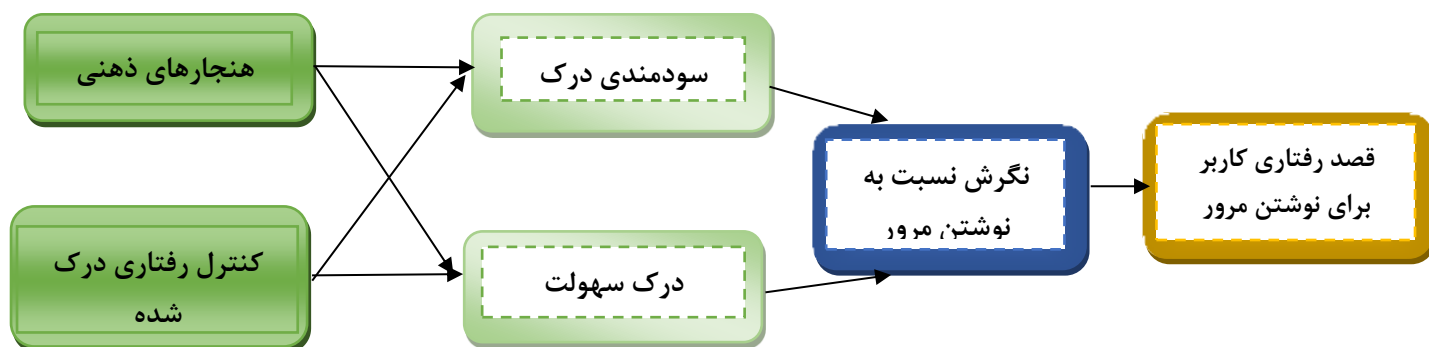 هنجارهای ذهنی
کنترل رفتاری درک
شده
سودمندی درک
درک سهولت
نگرش نسبت به
نوشتن مرور
قصد رفتاری کاربر
برای نوشتن مرور